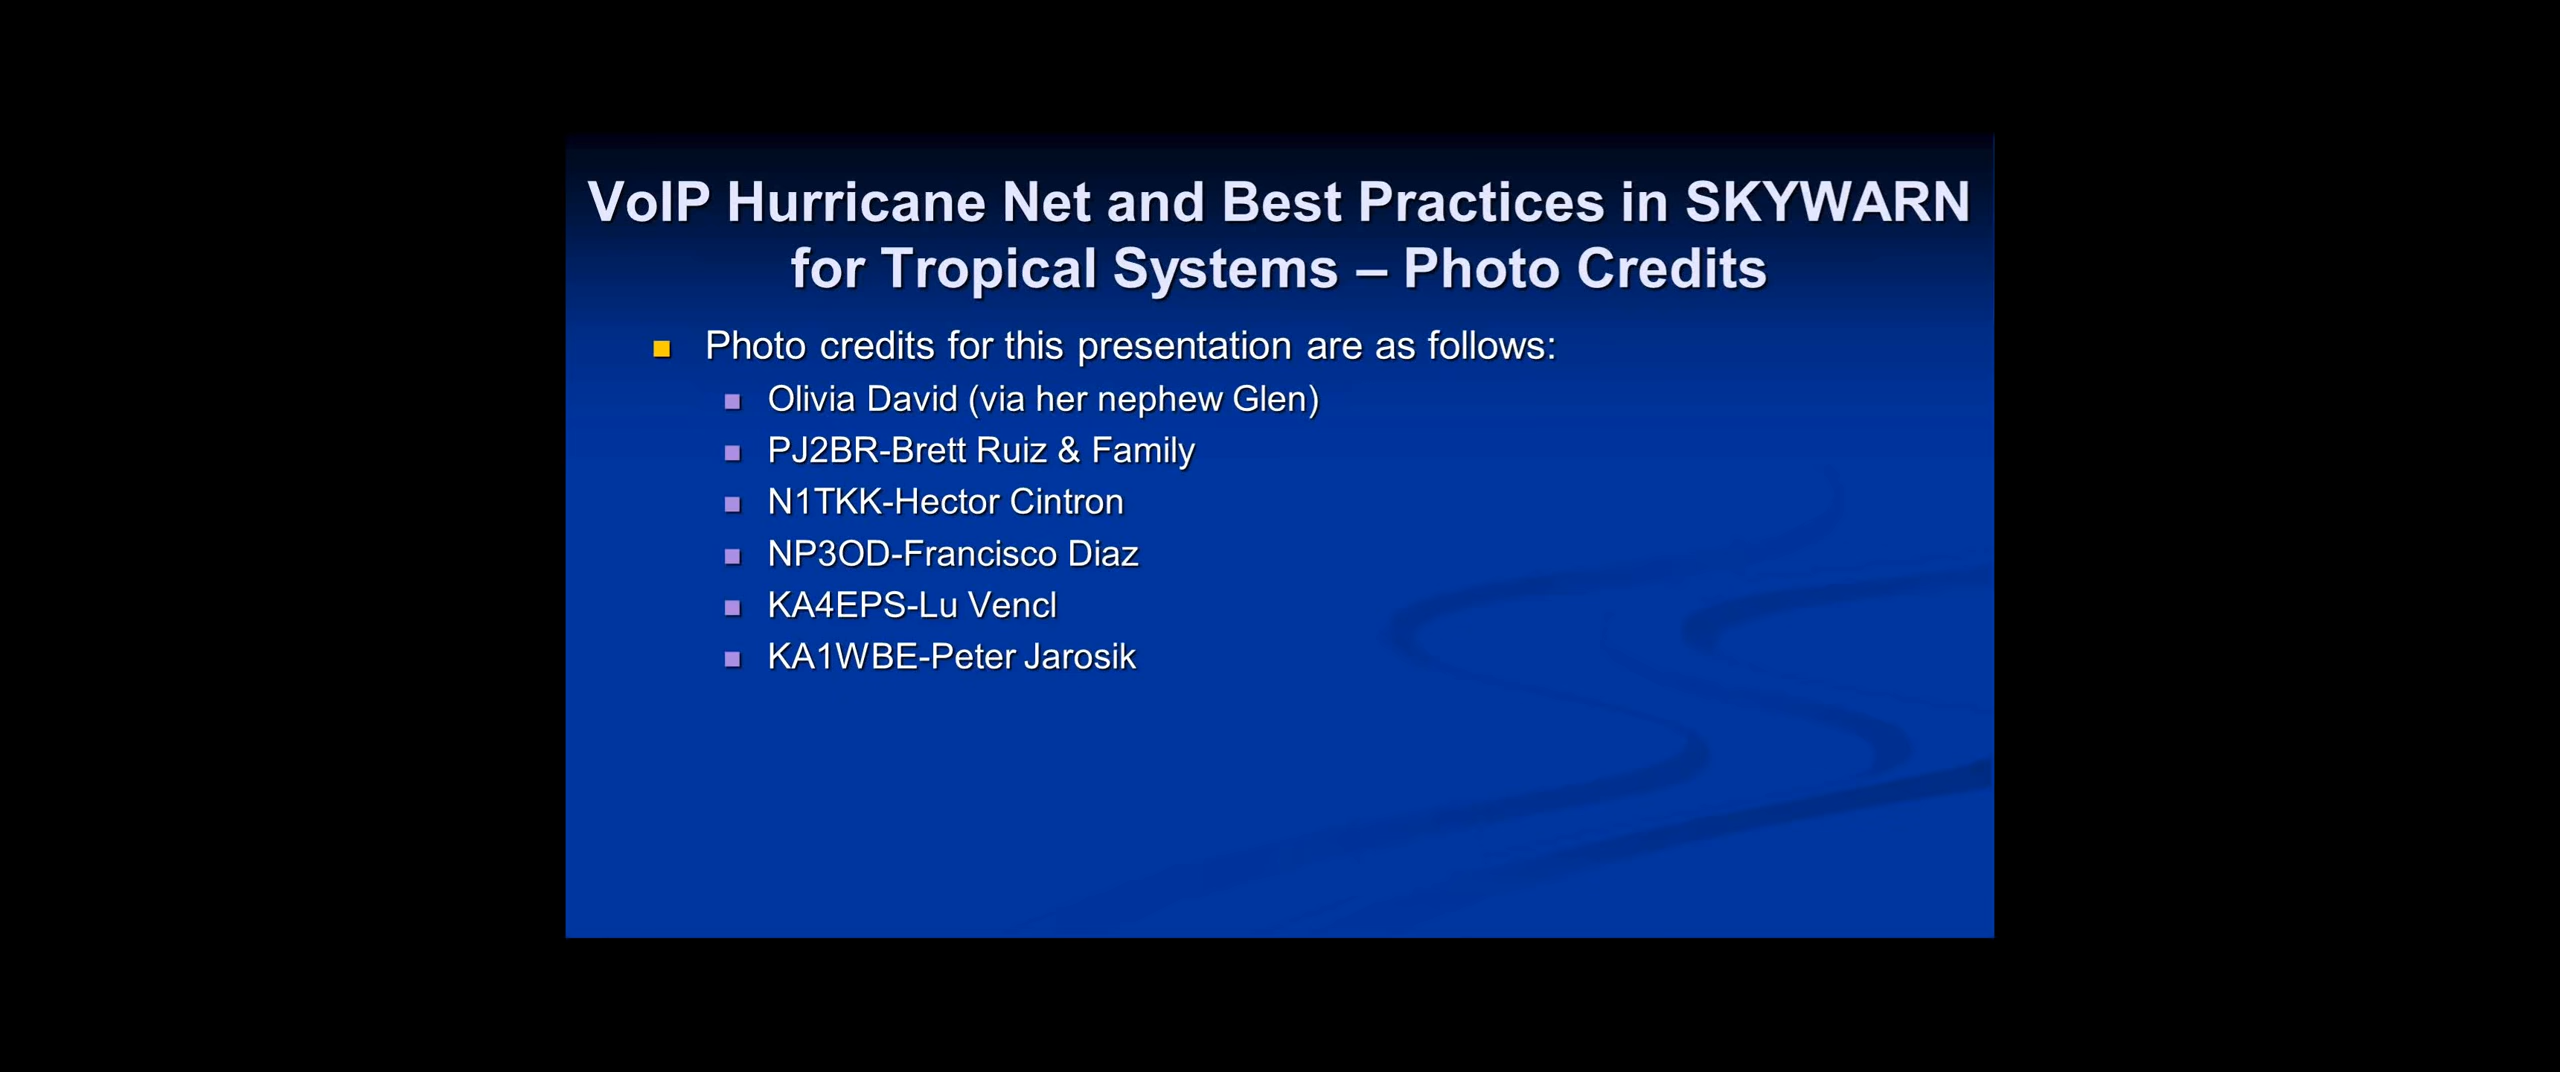 VoIP Hurricane Net and Best Practices in SKYWARN
for Tropical Systems – Photo Credits
Photo credits for this presentation are as follows:
Olivia David (via her nephew Glen)
PJ2BR-Brett Ruiz & Family
N1TKK-Hector Cintron
NP3OD-Francisco Diaz
KA4EPS-Lu Vencl
KA1WBE-Peter Jarosik